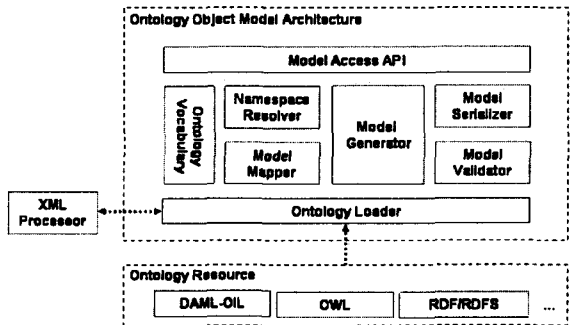 Ontology Object Model Architecture
Model Access API
Ontology
Vocabulary
Namespace
Resolver
Model
Mapper
Model
Generator
Model
Serializer
Model
Validator
XML
Processor
Ontology Loader
Ontology Resource
DAML-OIL
OWL
RDF/RDFS
...